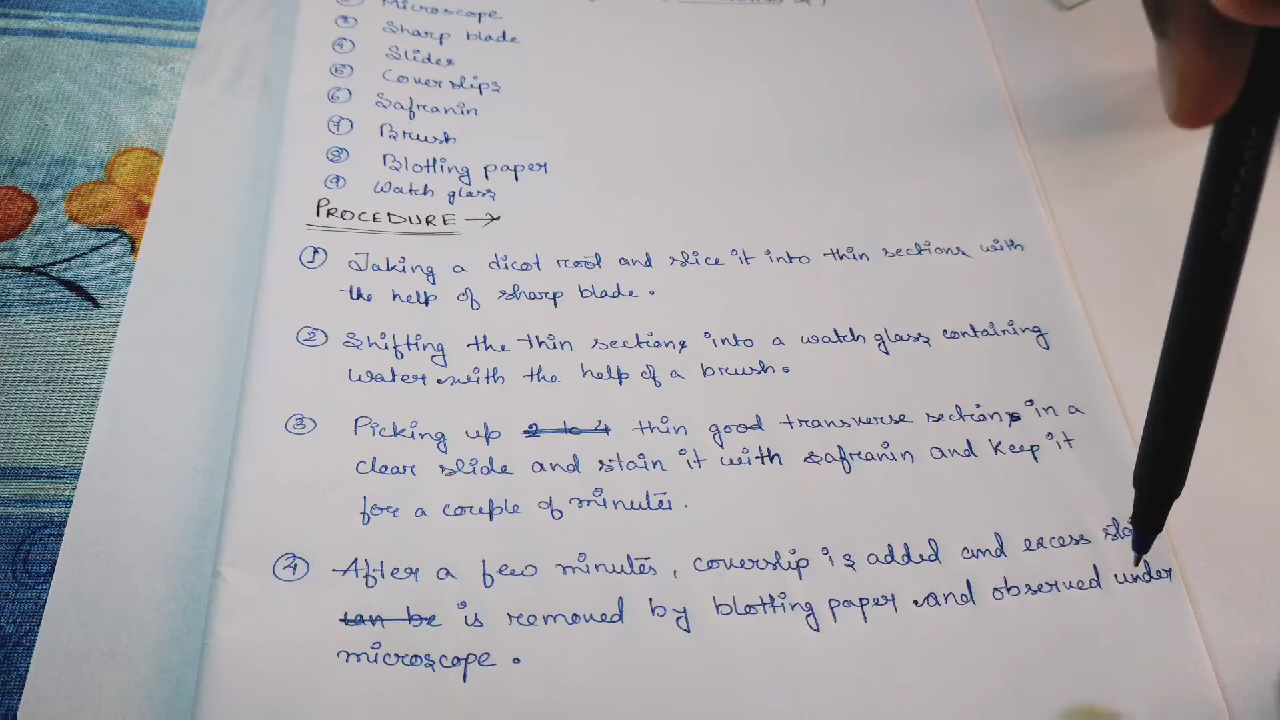 ② Microscope
③ Sharp blade
④ Slides
⑤ Coverslips
⑥ Safranin
⑦ Brush
⑧ Blotting paper
⑨ Watch glass
PROCEDURE →
① Taking a dicot root and slice it into thin sections with
the help of sharp blade.
② Shifting the thin sections into a watch glass containing
water with the help of a brush.
③ Picking up 2 to 4 thin good transverse sections in a
clear slide and stain it with safranin and keep it
for a couple of minutes.
④ After a few minutes, coverslip is added and excess
can be is removed by blotting paper and observed under
microscope.